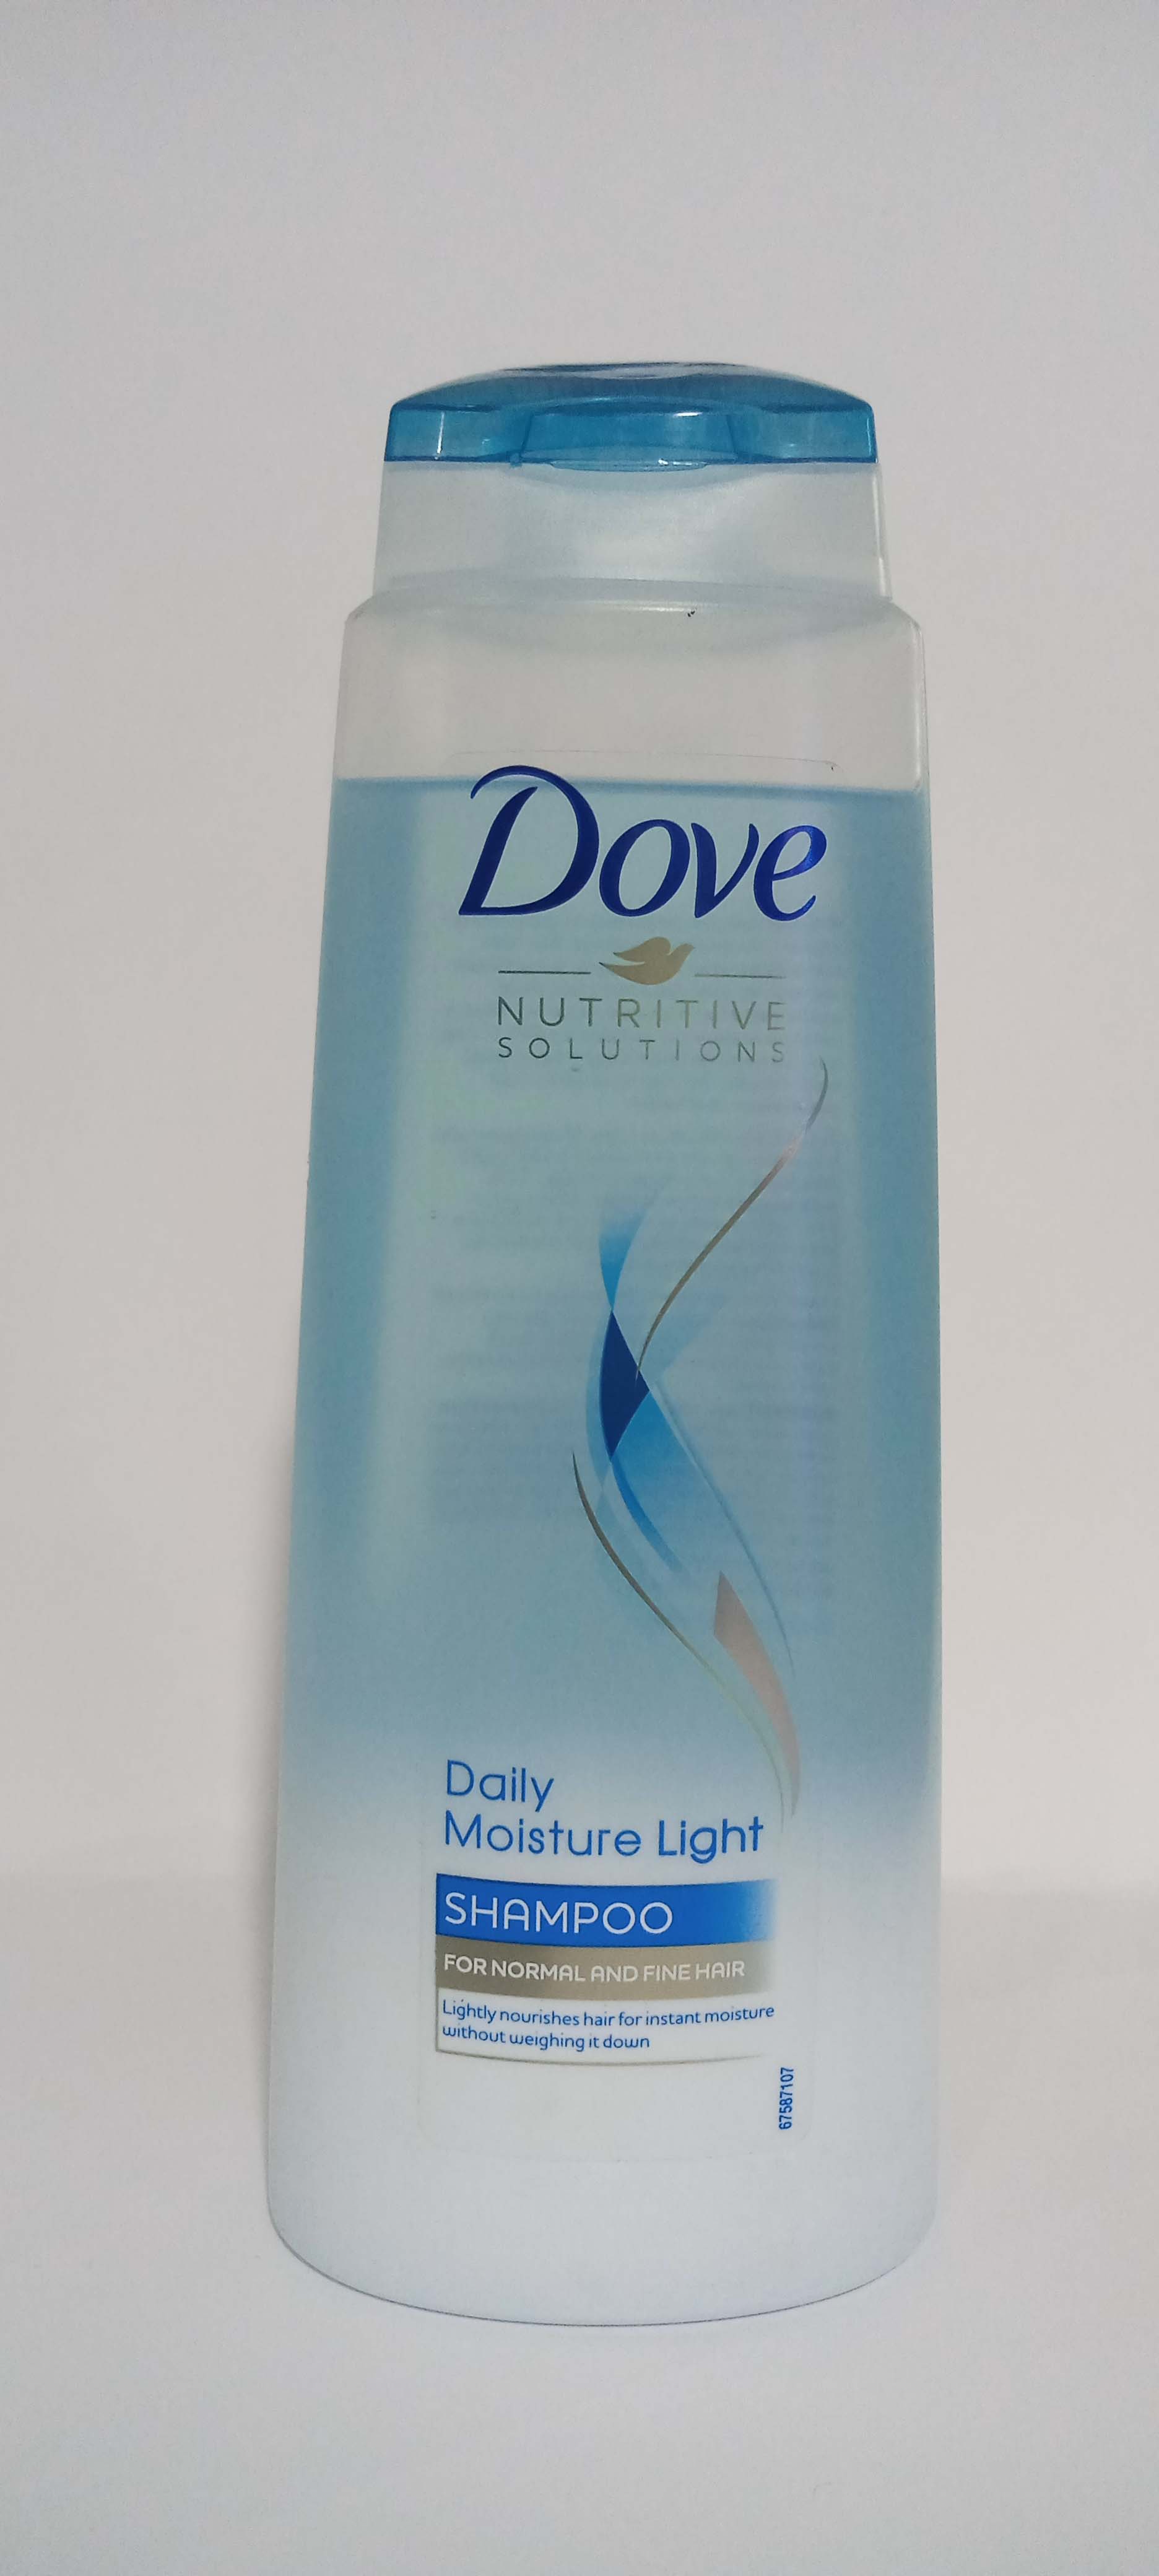 Dove
NUTRITIVE
SOLUTIONS
Daily
Moisture Light
SHAMPOO
FOR NORMAL AND FINE HAIR
Lightly nourishes hair for instant moisture
without weighing it down
67587107